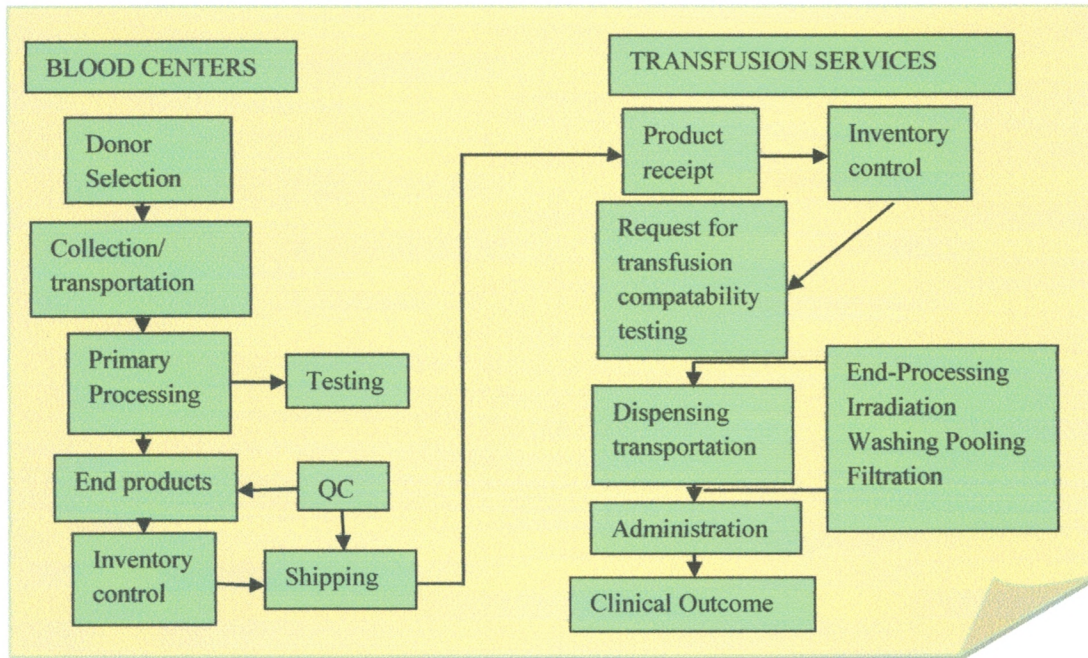 BLOOD CENTERS
Donor
Selection
Collection/
transportation
Primary
Processing
Testing
End products
QC
Inventory
control
Shipping
TRANSFUSION SERVICES
Product
receipt
Inventory
control
Request for
transfusion
compatability
testing
End-Processing
Irradiation
Washing Pooling
Filtration
Dispensing
transportation
Administration
Clinical Outcome